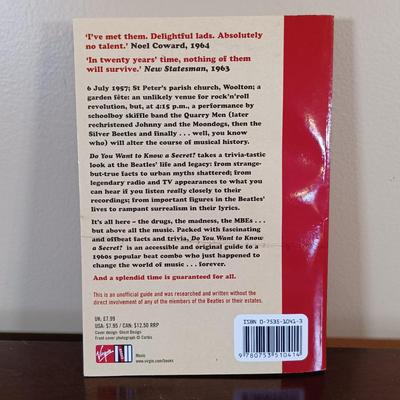 'I've met them. Delightful lads. Absolutely
no talent.' Noel Coward, 1964
'In twenty years' time, nothing of them
will survive.' New Statesman, 1963
6 July 1957; St Peter's parish church, Woolton; a
garden fête: an unlikely venue for rock'n'roll
revolution, but, at 4:15 p.m., a performance by
schoolboy skiffle band the Quarry Men (later
rechristened Johnny and the Moondogs, then the
Silver Beetles and finally . . . well, you know
who) will alter the course of musical history.
Do You Want to Know a Secret? takes a trivia-tastic
look at the Beatles' life and legacy: from strange-
but-true facts to urban myths shattered; from
legendary radio and TV appearances to what you
can hear if you listen really closely to their
recordings; from important figures in the Beatles'
lives to rampant surrealism in their lyrics.
It's all here – the drugs, the madness, the MBEs . . .
but above all the music. Packed with fascinating
and offbeat facts and trivia, Do You Want to Know
a Secret? is an accessible and original guide to a
1960s popular beat combo who just happened to
change the world of music . . . forever.
And a splendid time is guaranteed for all.
This is an unofficial guide and was researched and written without the
direct involvement of any of the members of the Beatles or their estates.
UK: £7.99
USA: $7.95 / CAN: $12.50 RRP
Cover design: Ghost Design
Front cover photograph © Corbis
Virgin
Music
www.virgin.com/books
ISBN 0-7535-1041-3
9 780753 510414